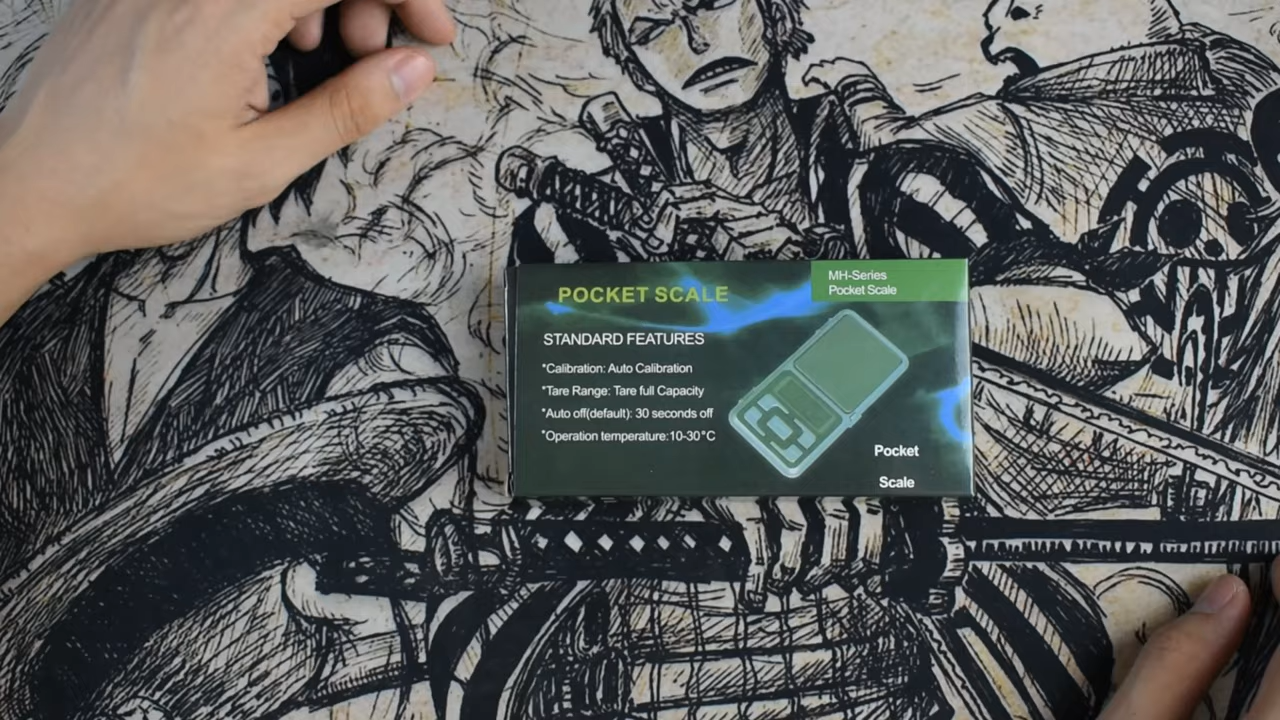 POCKET SCALE
MH-Series
Pocket Scale
STANDARD FEATURES
*Calibration: Auto Calibration
*Tare Range: Tare full Capacity
*Auto off(default): 30 seconds off
*Operation temperature:10-30°C
Pocket
Scale